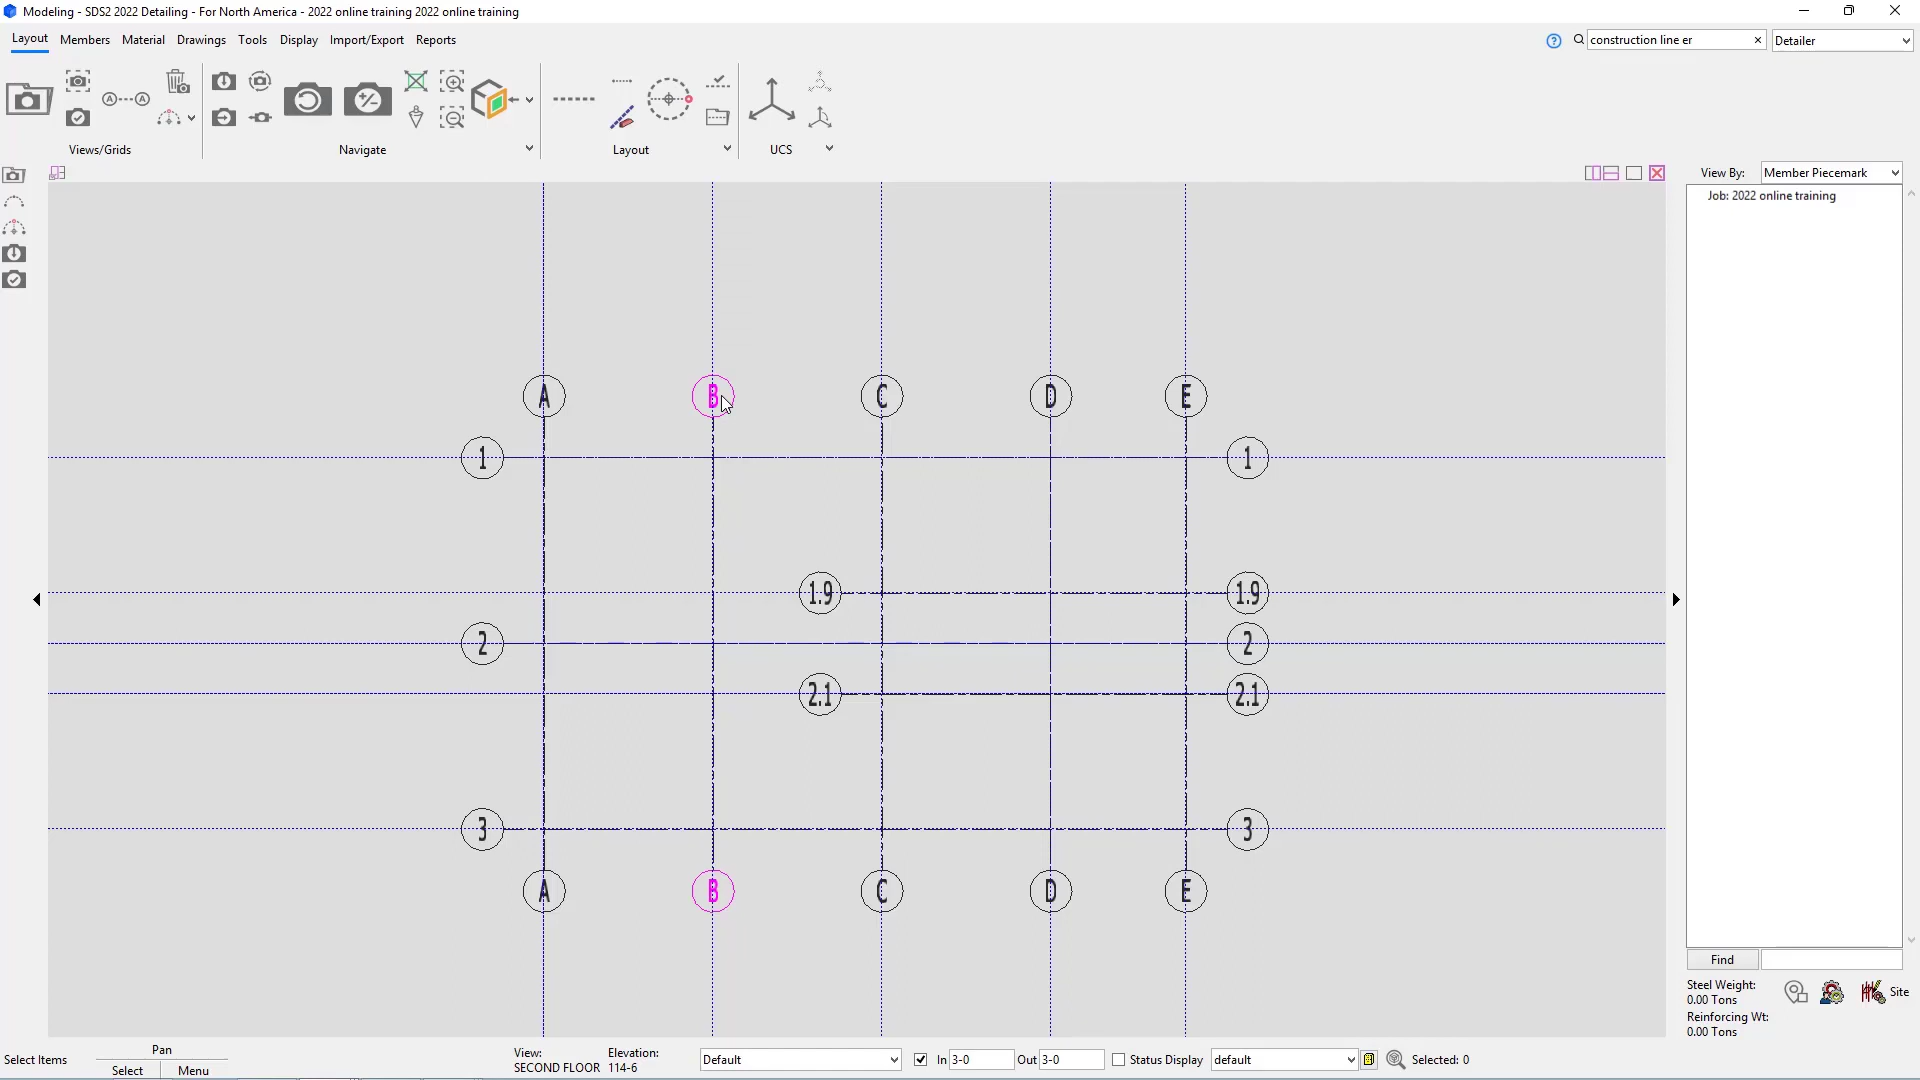 Modeling - SDS2 2022 Detailing - For North America - 2022 online training 2022 online training
Layout Members Material Drawings Tools Display Import/Export Reports
construction line er
Detailer
Views/Grids
Navigate
Layout
UCS
View By: Member Piecemark
Job: 2022 online training
A B C D E
1 1
1.9 1.9
2 2
2.1 2.1
3 3
A B C D E
Find
Steel Weight:
0.00 Tons
Site
Reinforcing Wt:
0.00 Tons
Select Items
Pan
Select Menu
View:
SECOND FLOOR
Elevation:
114-6
Default
In 3-0 Out 3-0
Status Display default
Selected: 0